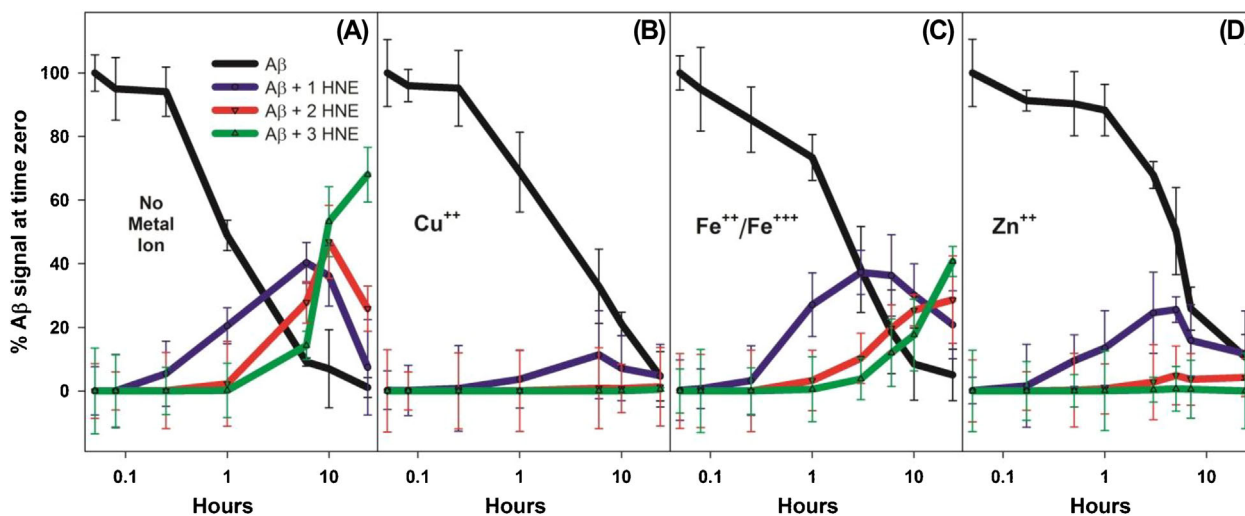 (A) (B) (C) (D)
% Aβ signal at time zero
100
80
60
40
20
0
Aβ
Aβ + 1 HNE
Aβ + 2 HNE
Aβ + 3 HNE
No
Metal
Ion
Cu⁺⁺
Fe⁺⁺/Fe⁺⁺⁺
Zn⁺⁺
0.1 1 10 0.1 1 10 0.1 1 10 0.1 1 10
Hours Hours Hours Hours